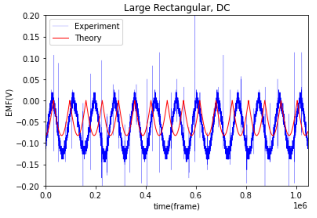 Large Rectangular, DC
Experiment
Theory
EMF(V)
0.20
0.15
0.10
0.05
0.00
−0.05
−0.10
−0.15
−0.20
0.0 0.2 0.4 0.6 0.8 1.0
1e6
time(frame)